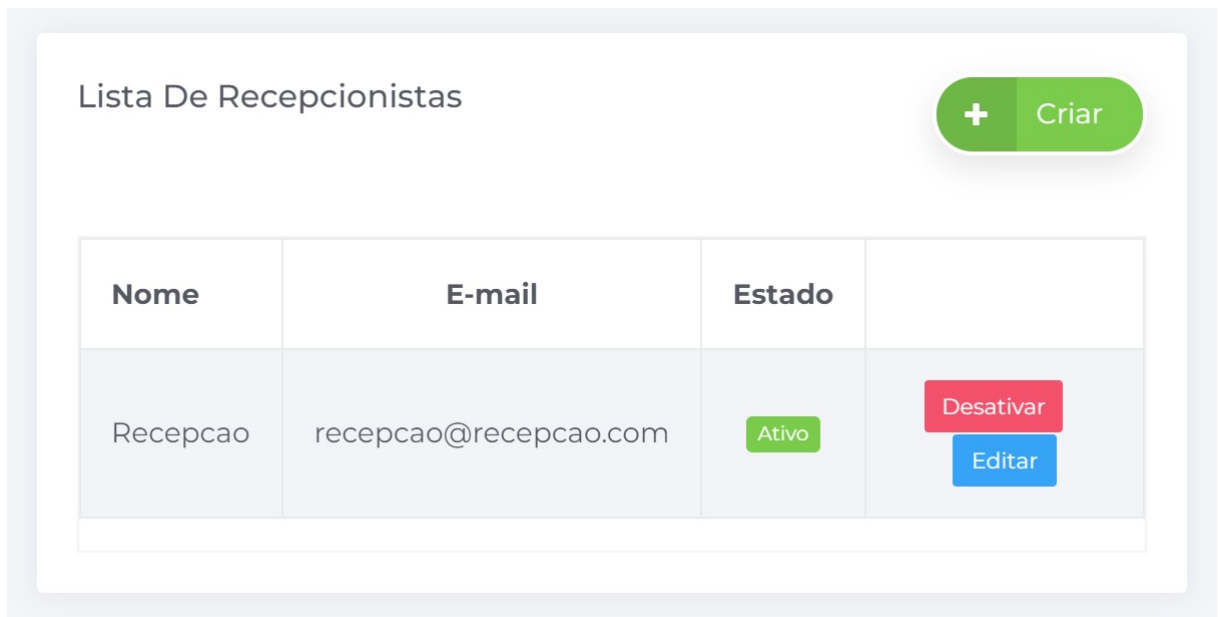 Lista De Recepcionistas
+ Criar
Nome E-mail Estado
Recepcao recepcao@recepcao.com Ativo Desativar
Editar